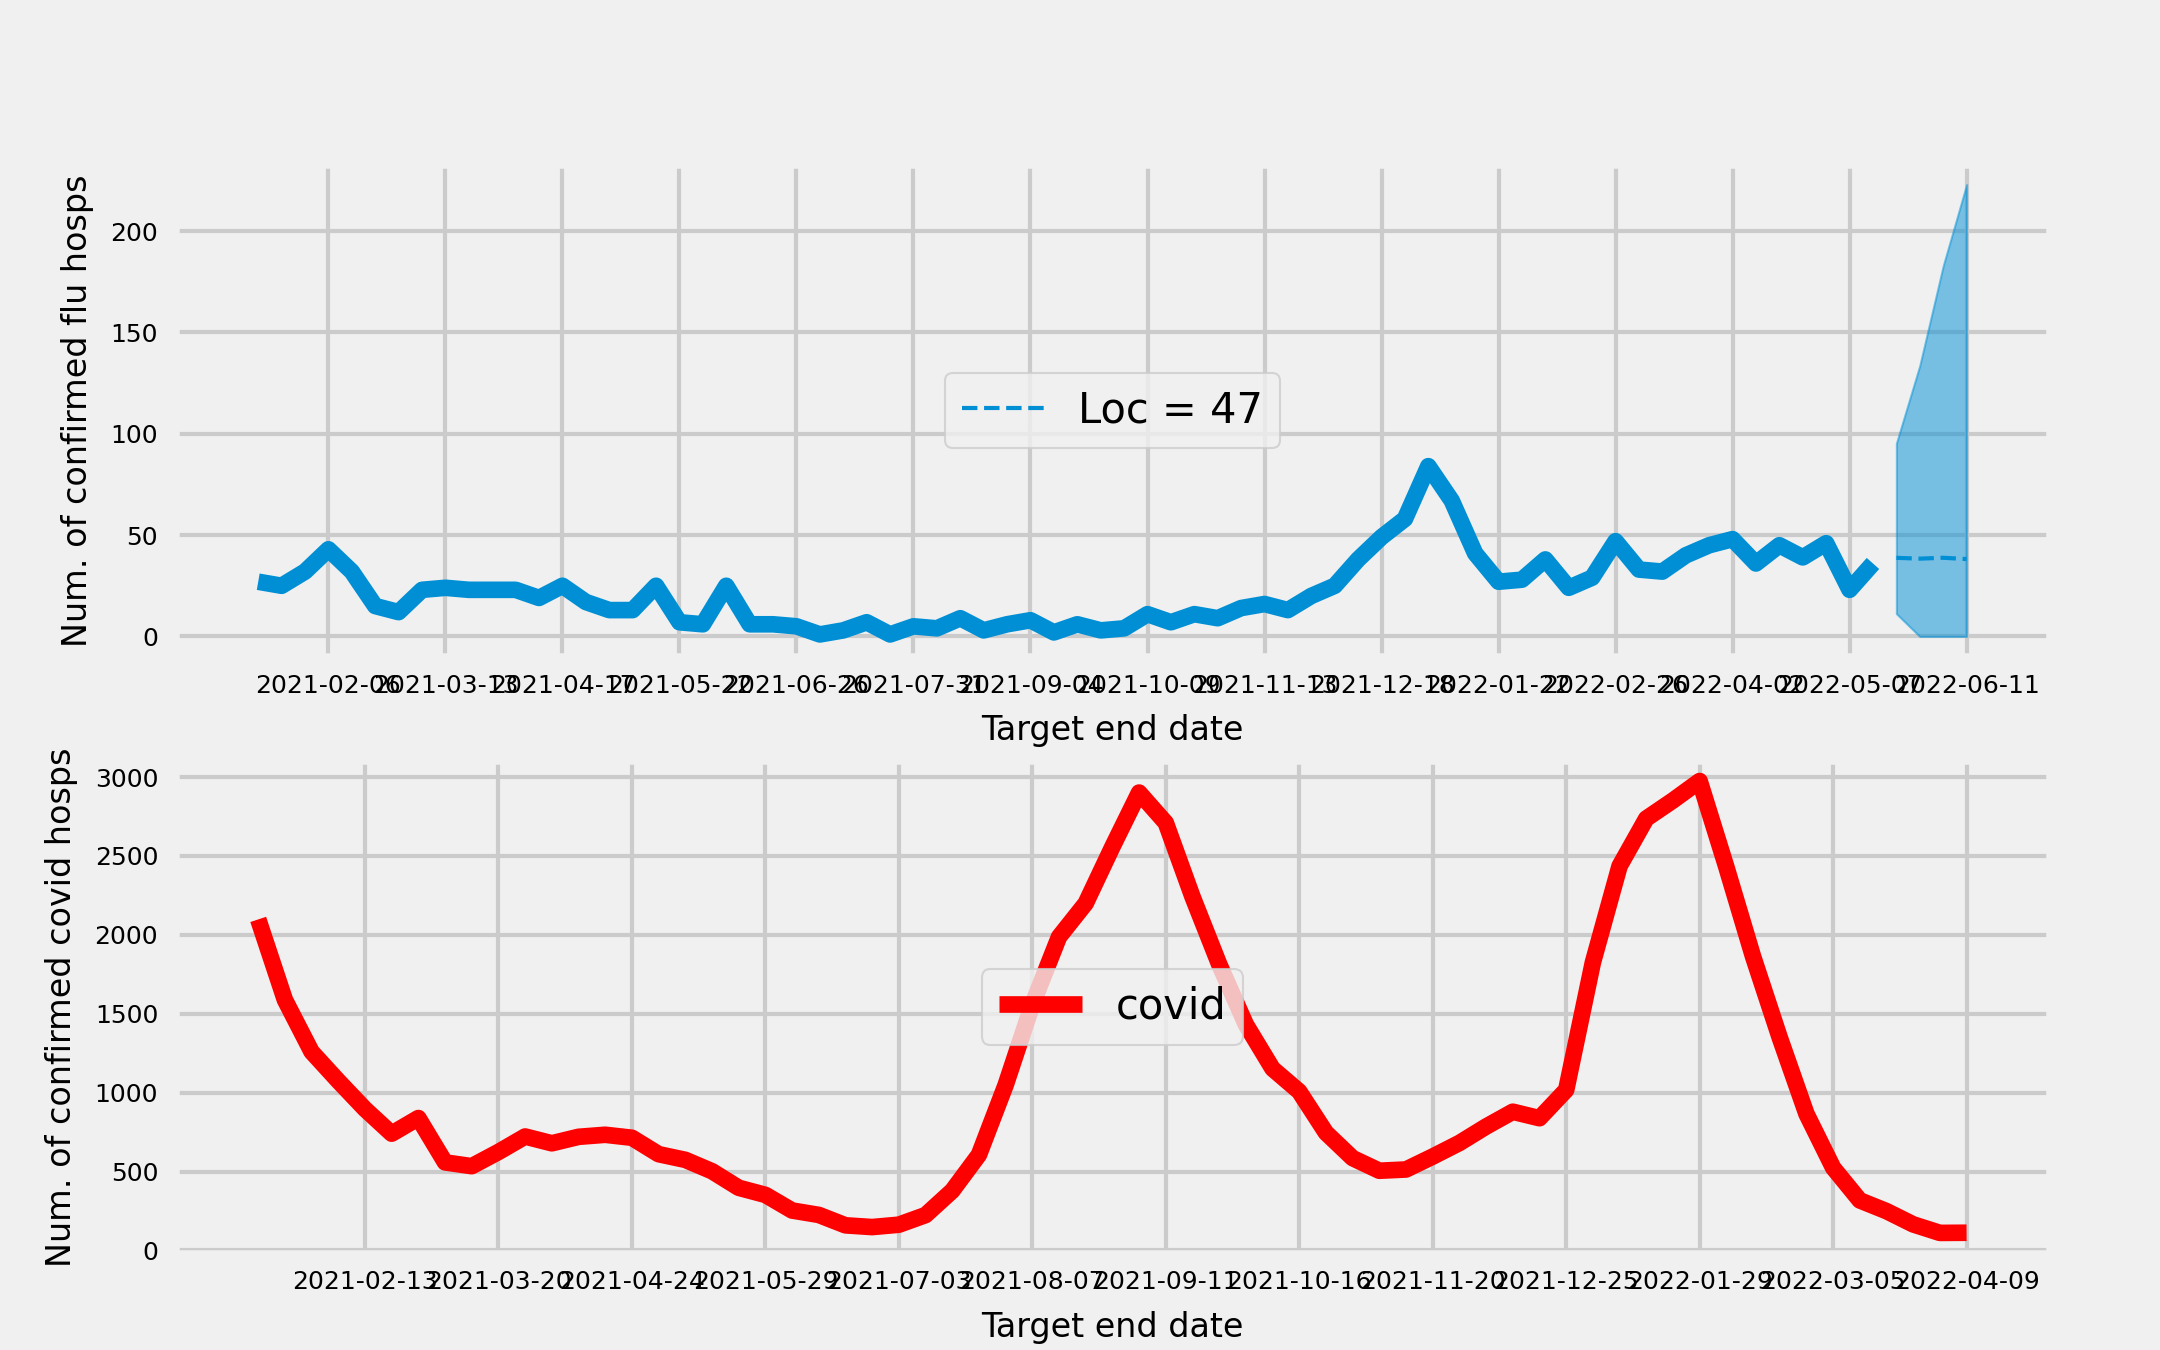 Num. of confirmed flu hosps
200
150
100
50
0
Loc = 47
2021-02-06 2021-03-13 2021-04-17 2021-05-22 2021-06-26 2021-07-31 2021-09-04 2021-10-09 2021-11-13 2021-12-18 2022-01-22 2022-02-26 2022-04-02 2022-05-07 2022-06-11
Target end date
Num. of confirmed covid hosps
3000
2500
2000
1500
1000
500
0
covid
2021-02-13 2021-03-20 2021-04-24 2021-05-29 2021-07-03 2021-08-07 2021-09-11 2021-10-16 2021-11-20 2021-12-25 2022-01-29 2022-03-05 2022-04-09
Target end date